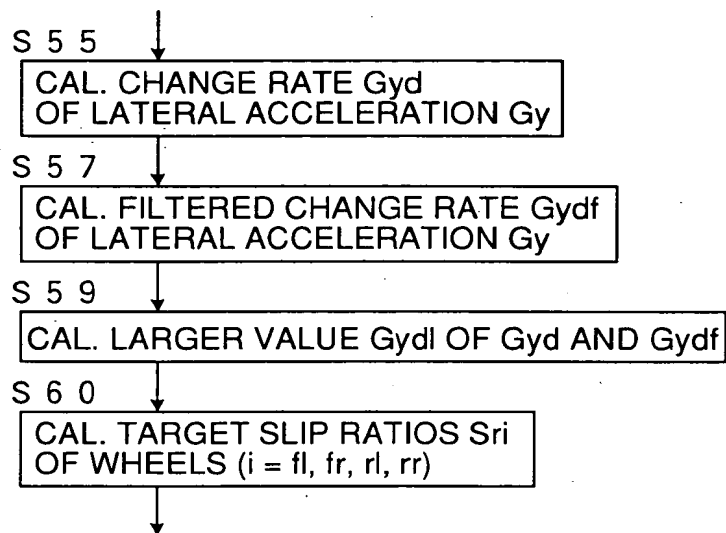 S 5 5
CAL. CHANGE RATE Gyd
OF LATERAL ACCELERATION Gy
S 5 7
CAL. FILTERED CHANGE RATE Gydf
OF LATERAL ACCELERATION Gy
S 5 9
CAL. LARGER VALUE Gydl OF Gyd AND Gydf
S 6 0
CAL. TARGET SLIP RATIOS Sri
OF WHEELS (i = fl, fr, rl, rr)